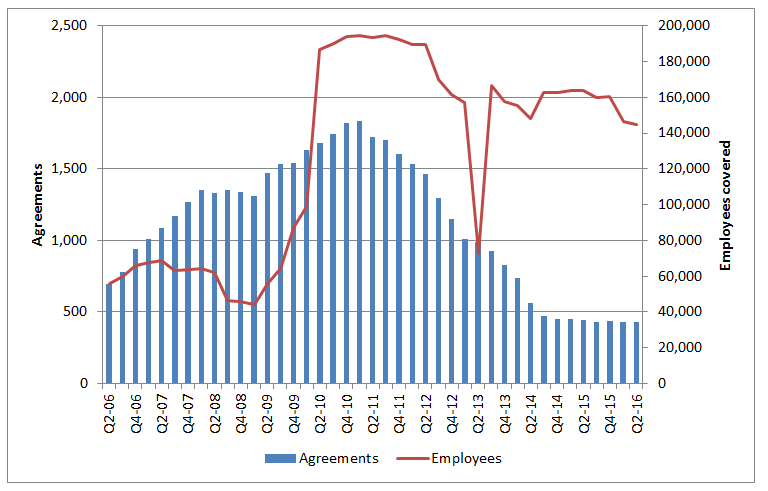 2,500
2,000
1,500
1,000
500
0
Agreements
200,000
180,000
160,000
140,000
120,000
100,000
80,000
60,000
40,000
20,000
0
Employees covered
Q2-06
Q4-06
Q2-07
Q4-07
Q2-08
Q4-08
Q2-09
Q4-09
Q2-10
Q4-10
Q2-11
Q4-11
Q2-12
Q4-12
Q2-13
Q4-13
Q2-14
Q4-14
Q2-15
Q4-15
Q2-16
Agreements Employees